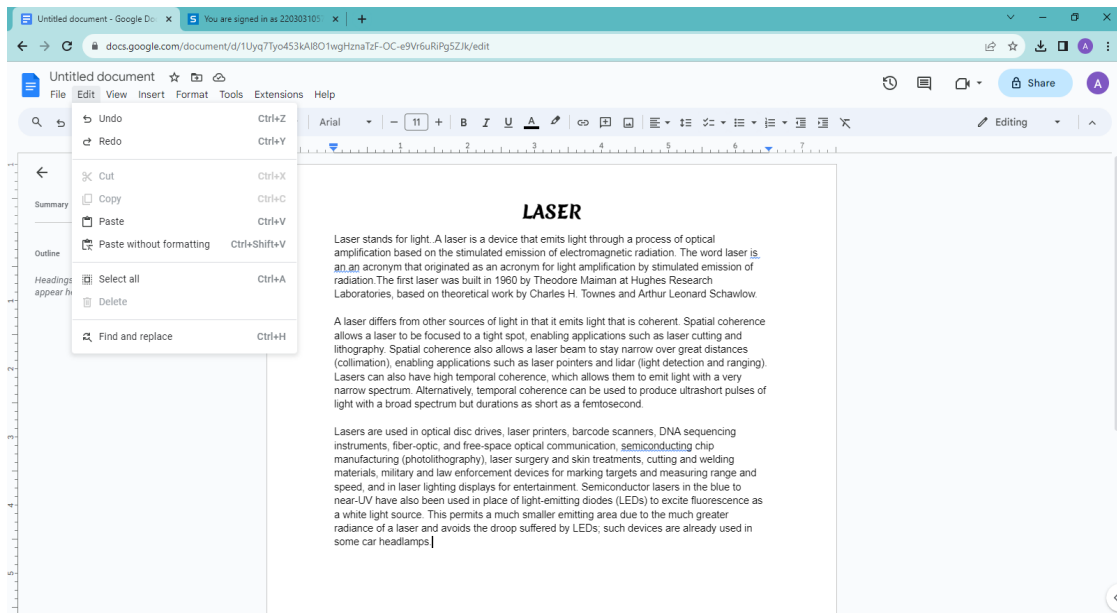 Untitled document - Google Do
You are signed in as 220303105
docs.google.com/document/d/1Uyq7Tyo453kAl8O1wgHznaTzF-OC-e9Vr6uRiPg5ZJk/edit
A
Untitled document
File Edit View Insert Format Tools Extensions Help
Share
A
Arial
11
B I U A
Editing
Undo Ctrl+Z
Redo Ctrl+Y
Cut Ctrl+X
Copy Ctrl+C
Paste Ctrl+V
Paste without formatting Ctrl+Shift+V
Select all Ctrl+A
Delete
Find and replace Ctrl+H
Summary
Outline
Headings
appear he
1 1 2 3 4 5 6 7
1
2
3
4
5
LASER
Laser stands for light..A laser is a device that emits light through a process of optical
amplification based on the stimulated emission of electromagnetic radiation. The word laser is
an an acronym that originated as an acronym for light amplification by stimulated emission of
radiation.The first laser was built in 1960 by Theodore Maiman at Hughes Research
Laboratories, based on theoretical work by Charles H. Townes and Arthur Leonard Schawlow.
A laser differs from other sources of light in that it emits light that is coherent. Spatial coherence
allows a laser to be focused to a tight spot, enabling applications such as laser cutting and
lithography. Spatial coherence also allows a laser beam to stay narrow over great distances
(collimation), enabling applications such as laser pointers and lidar (light detection and ranging).
Lasers can also have high temporal coherence, which allows them to emit light with a very
narrow spectrum. Alternatively, temporal coherence can be used to produce ultrashort pulses of
light with a broad spectrum but durations as short as a femtosecond.
Lasers are used in optical disc drives, laser printers, barcode scanners, DNA sequencing
instruments, fiber-optic, and free-space optical communication, semiconducting chip
manufacturing (photolithography), laser surgery and skin treatments, cutting and welding
materials, military and law enforcement devices for marking targets and measuring range and
speed, and in laser lighting displays for entertainment. Semiconductor lasers in the blue to
near-UV have also been used in place of light-emitting diodes (LEDs) to excite fluorescence as
a white light source. This permits a much smaller emitting area due to the much greater
radiance of a laser and avoids the droop suffered by LEDs; such devices are already used in
some car headlamps.